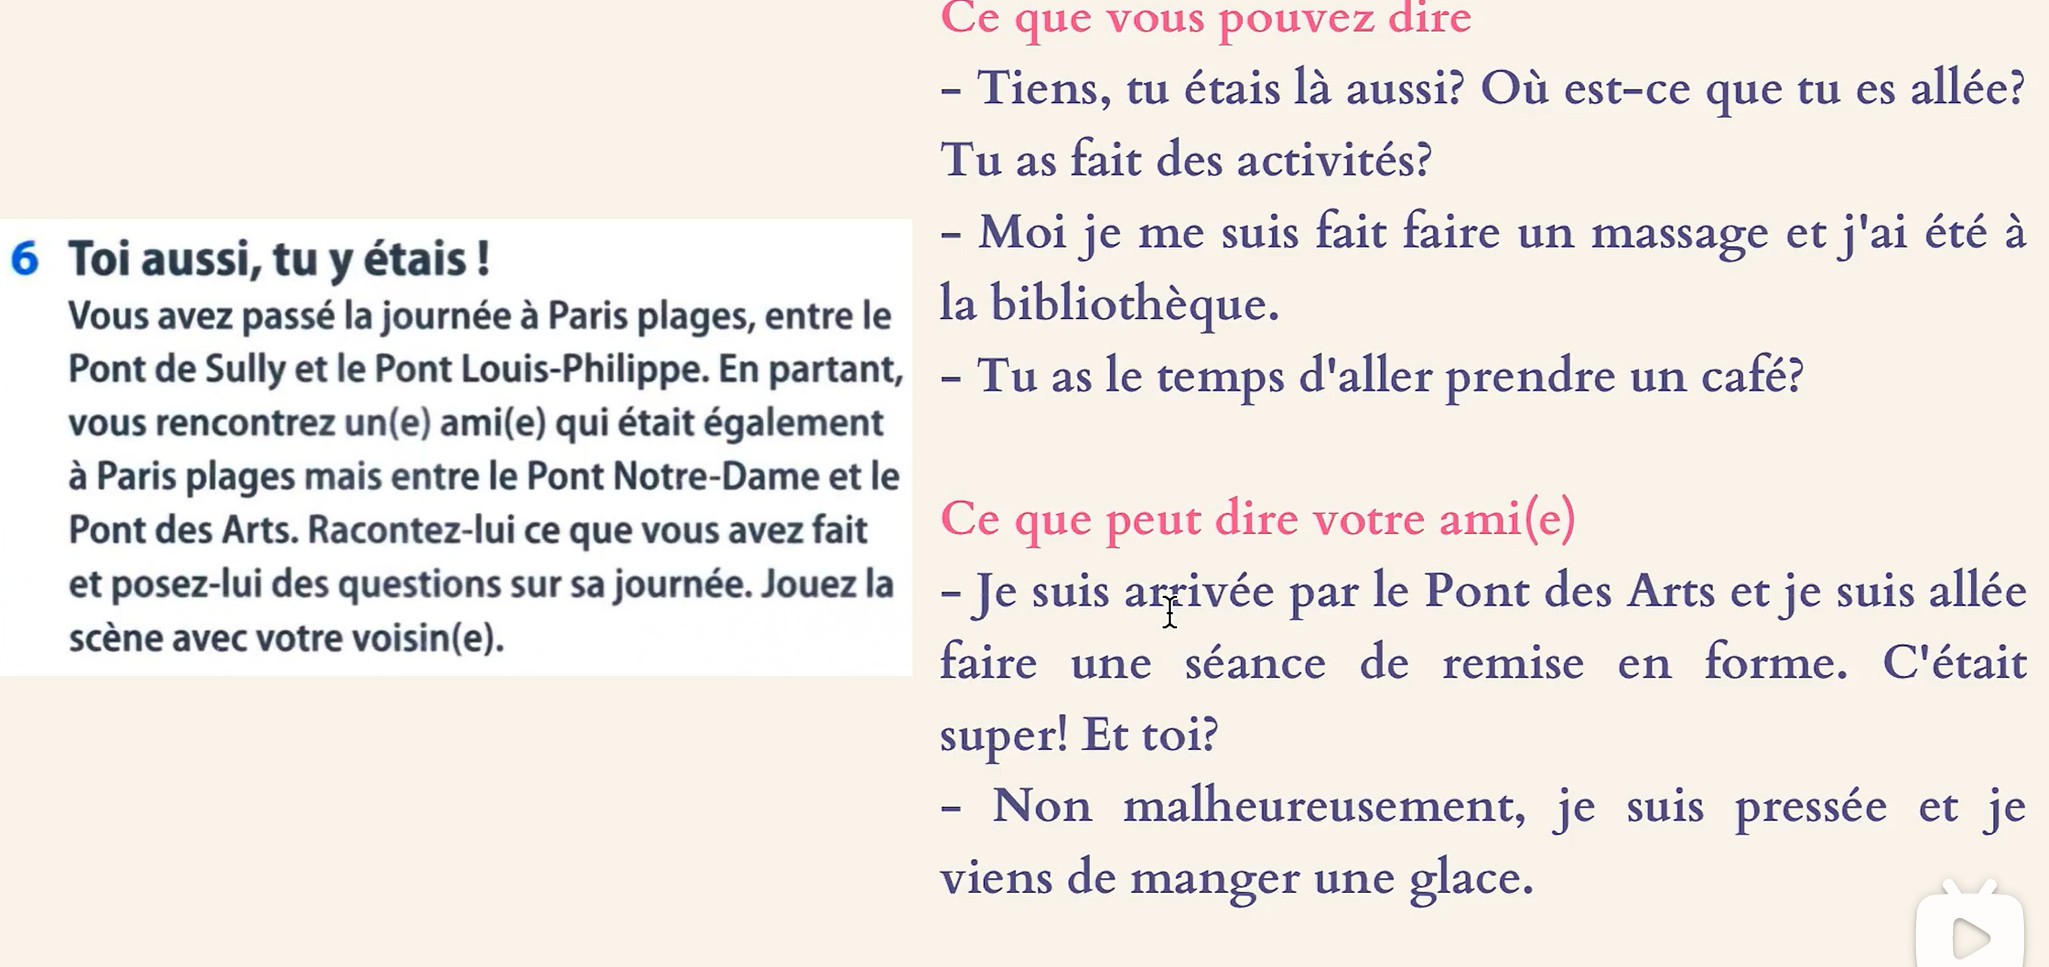 6 Toi aussi, tu y étais !
Vous avez passé la journée à Paris plages, entre le
Pont de Sully et le Pont Louis-Philippe. En partant,
vous rencontrez un(e) ami(e) qui était également
à Paris plages mais entre le Pont Notre-Dame et le
Pont des Arts. Racontez-lui ce que vous avez fait
et posez-lui des questions sur sa journée. Jouez la
scène avec votre voisin(e).
Ce que vous pouvez dire
- Tiens, tu étais là aussi? Où est-ce que tu es allée?
Tu as fait des activités?
- Moi je me suis fait faire un massage et j'ai été à
la bibliothèque.
- Tu as le temps d'aller prendre un café?
Ce que peut dire votre ami(e)
- Je suis arrivée par le Pont des Arts et je suis allée
faire une séance de remise en forme. C'était
super! Et toi?
- Non malheureusement, je suis pressée et je
viens de manger une glace.